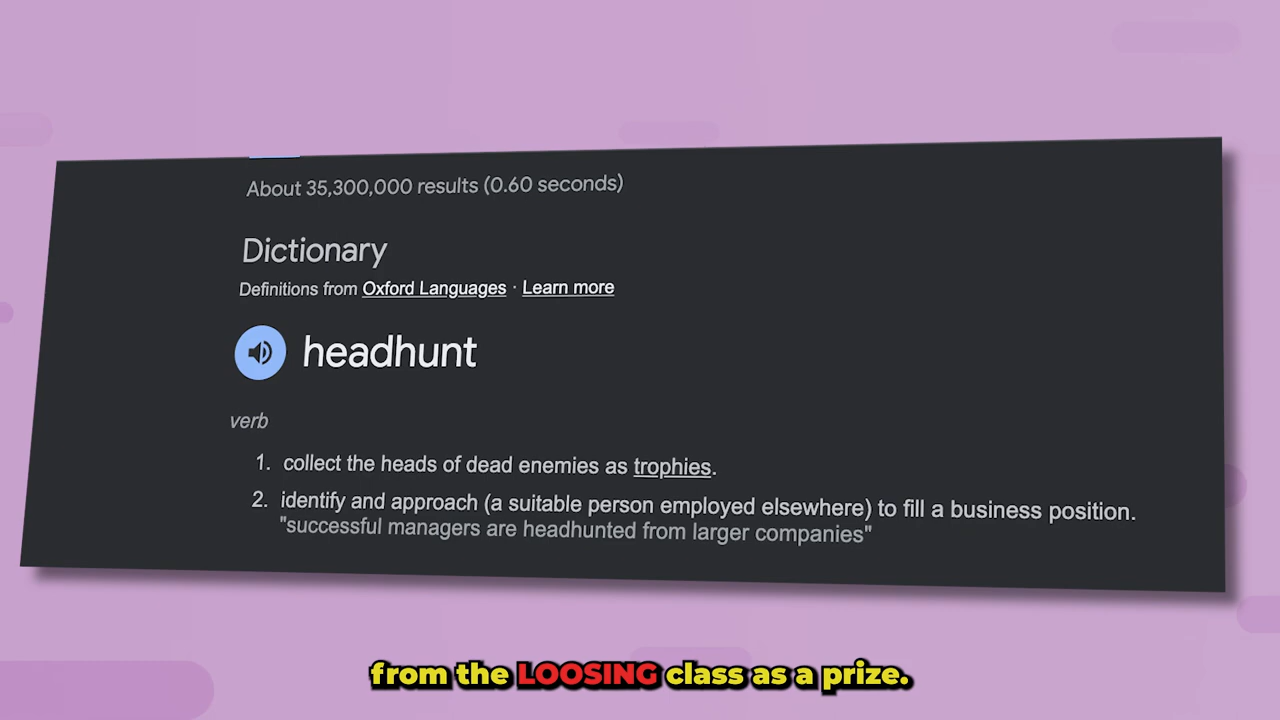 About 35,300,000 results (0.60 seconds)
Dictionary
Definitions from Oxford Languages · Learn more
headhunt
verb
1. collect the heads of dead enemies as trophies.
2. identify and approach (a suitable person employed elsewhere) to fill a business position.
"successful managers are headhunted from larger companies"
from the LOOSING class as a prize.